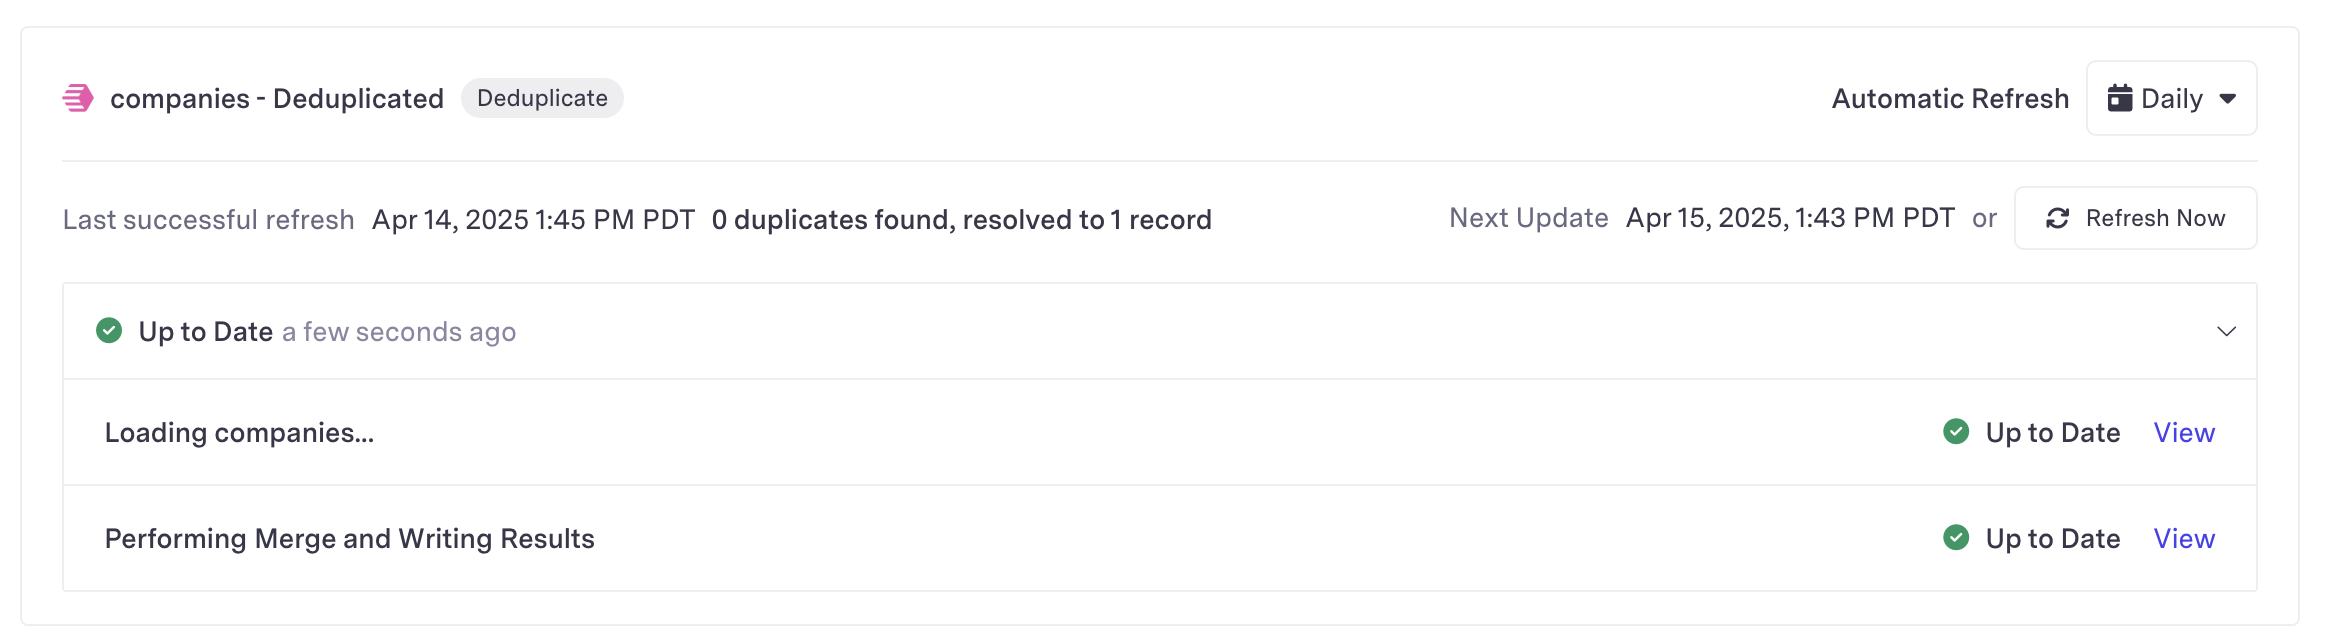 companies - Deduplicated Deduplicate Automatic Refresh Daily
Last successful refresh Apr 14, 2025 1:45 PM PDT 0 duplicates found, resolved to 1 record Next Update Apr 15, 2025, 1:43 PM PDT or Refresh Now
Up to Date a few seconds ago
Loading companies... Up to Date View
Performing Merge and Writing Results Up to Date View